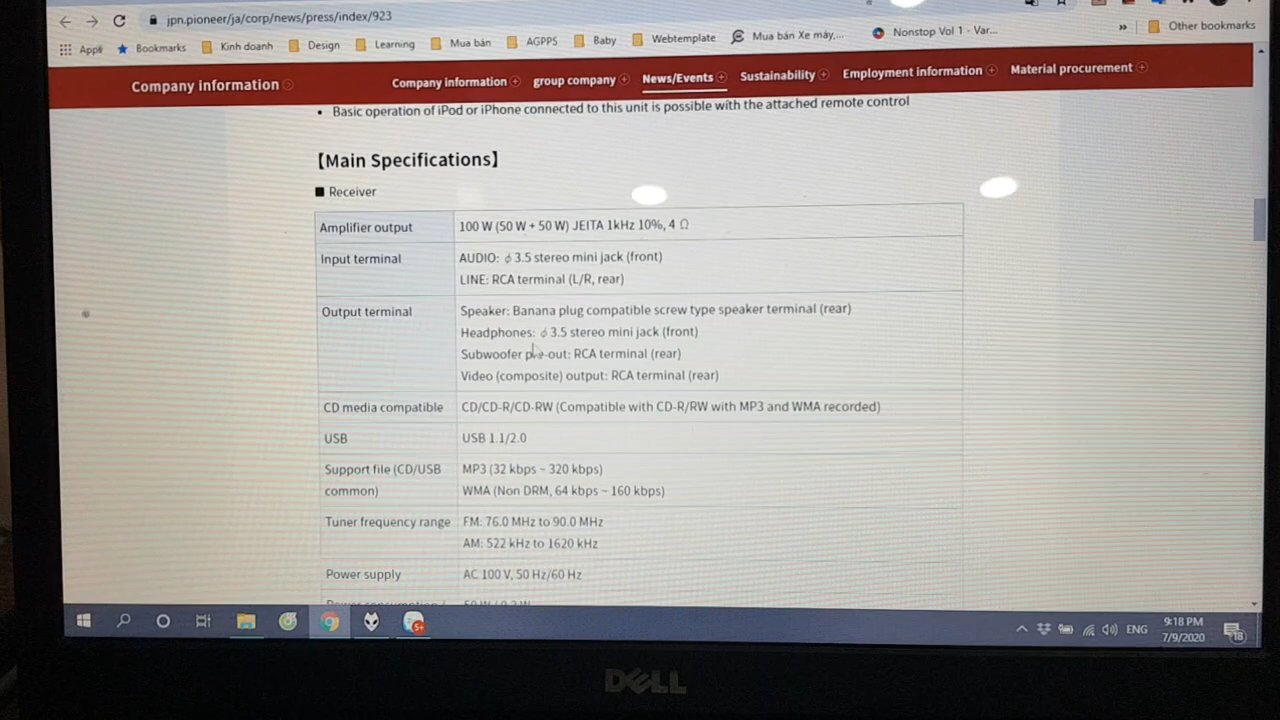 jpn.pioneer/ja/corp/news/press/index/923
Apps Bookmarks Kinh doanh Design Learning Mua bán AGPPS Baby Webtemplate Mua bán Xe máy,... Nonstop Vol 1 - Var... » Other bookmarks
Company information Company information group company News/Events Sustainability Employment information Material procurement
• Basic operation of iPod or iPhone connected to this unit is possible with the attached remote control
【Main Specifications】
■ Receiver
Amplifier output 100 W (50 W + 50 W) JEITA 1kHz 10%, 4 Ω
Input terminal AUDIO: φ 3.5 stereo mini jack (front)
LINE: RCA terminal (L/R, rear)
Output terminal Speaker: Banana plug compatible screw type speaker terminal (rear)
Headphones: φ 3.5 stereo mini jack (front)
Subwoofer pre-out: RCA terminal (rear)
Video (composite) output: RCA terminal (rear)
CD media compatible CD/CD-R/CD-RW (Compatible with CD-R/RW with MP3 and WMA recorded)
USB USB 1.1/2.0
Support file (CD/USB MP3 (32 kbps ~ 320 kbps)
common) WMA (Non DRM, 64 kbps ~ 160 kbps)
Tuner frequency range FM: 76.0 MHz to 90.0 MHz
AM: 522 kHz to 1620 kHz
Power supply AC 100 V, 50 Hz/60 Hz
5+ ENG 9:18 PM
7/9/2020 18
DELL